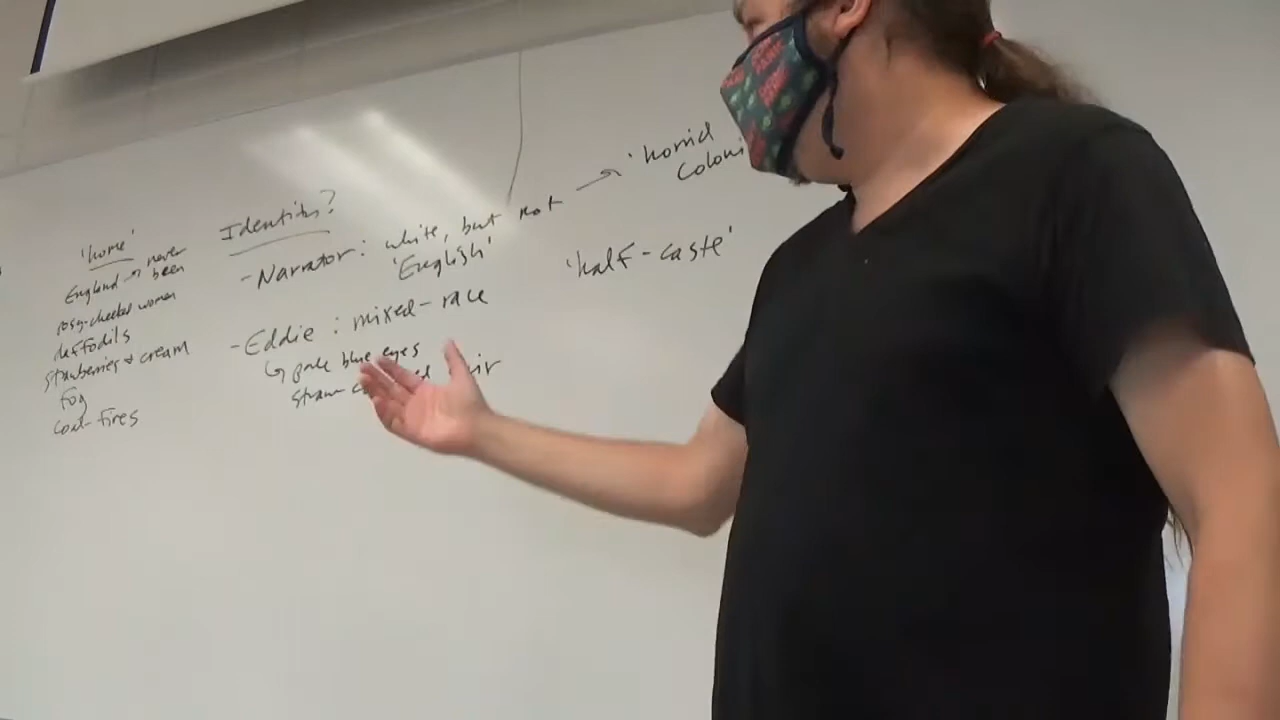 'home'
England → never
been
rosy-cheeked women
daffodils
strawberries + cream
fog
coal fires
Identity?
- Narrator: white, but not → 'horrid
'English'
Coloni
'half-caste'
- Eddie: mixed-race
↳ pale blue eyes
straw